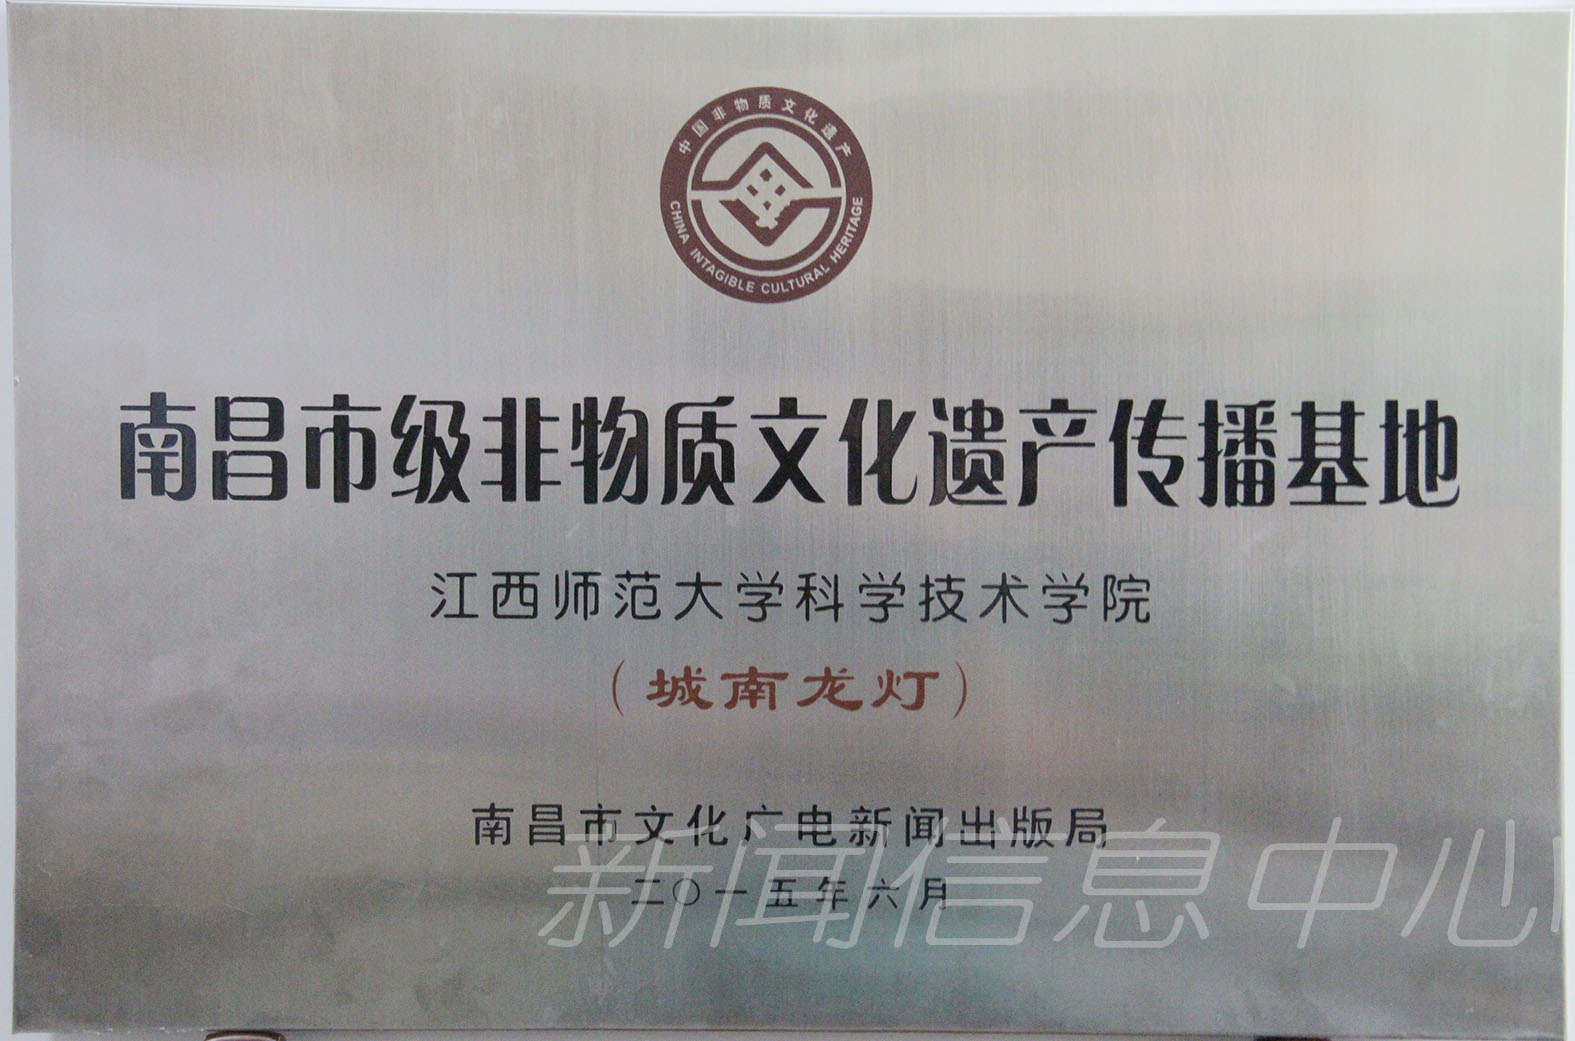 中国非物质文化遗产
CHINA INTAGIBLE CULTURAL HERITAGE
南昌市级非物质文化遗产传播基地
江西师范大学科学技术学院
（城南龙灯）
南昌市文化广电新闻出版局
二〇一五年六月
新闻信息中心